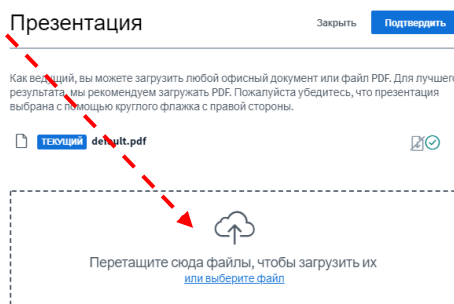 Презентация
Закрыть
Подтвердить
Как ведущий, вы можете загрузить любой офисный документ или файл PDF. Для лучшего
результата, мы рекомендуем загружать PDF. Пожалуйста убедитесь, что презентация
выбрана с помощью круглого флажка с правой стороны.
ТЕКУЩИЙ default.pdf
Перетащите сюда файлы, чтобы загрузить их
или выберите файл